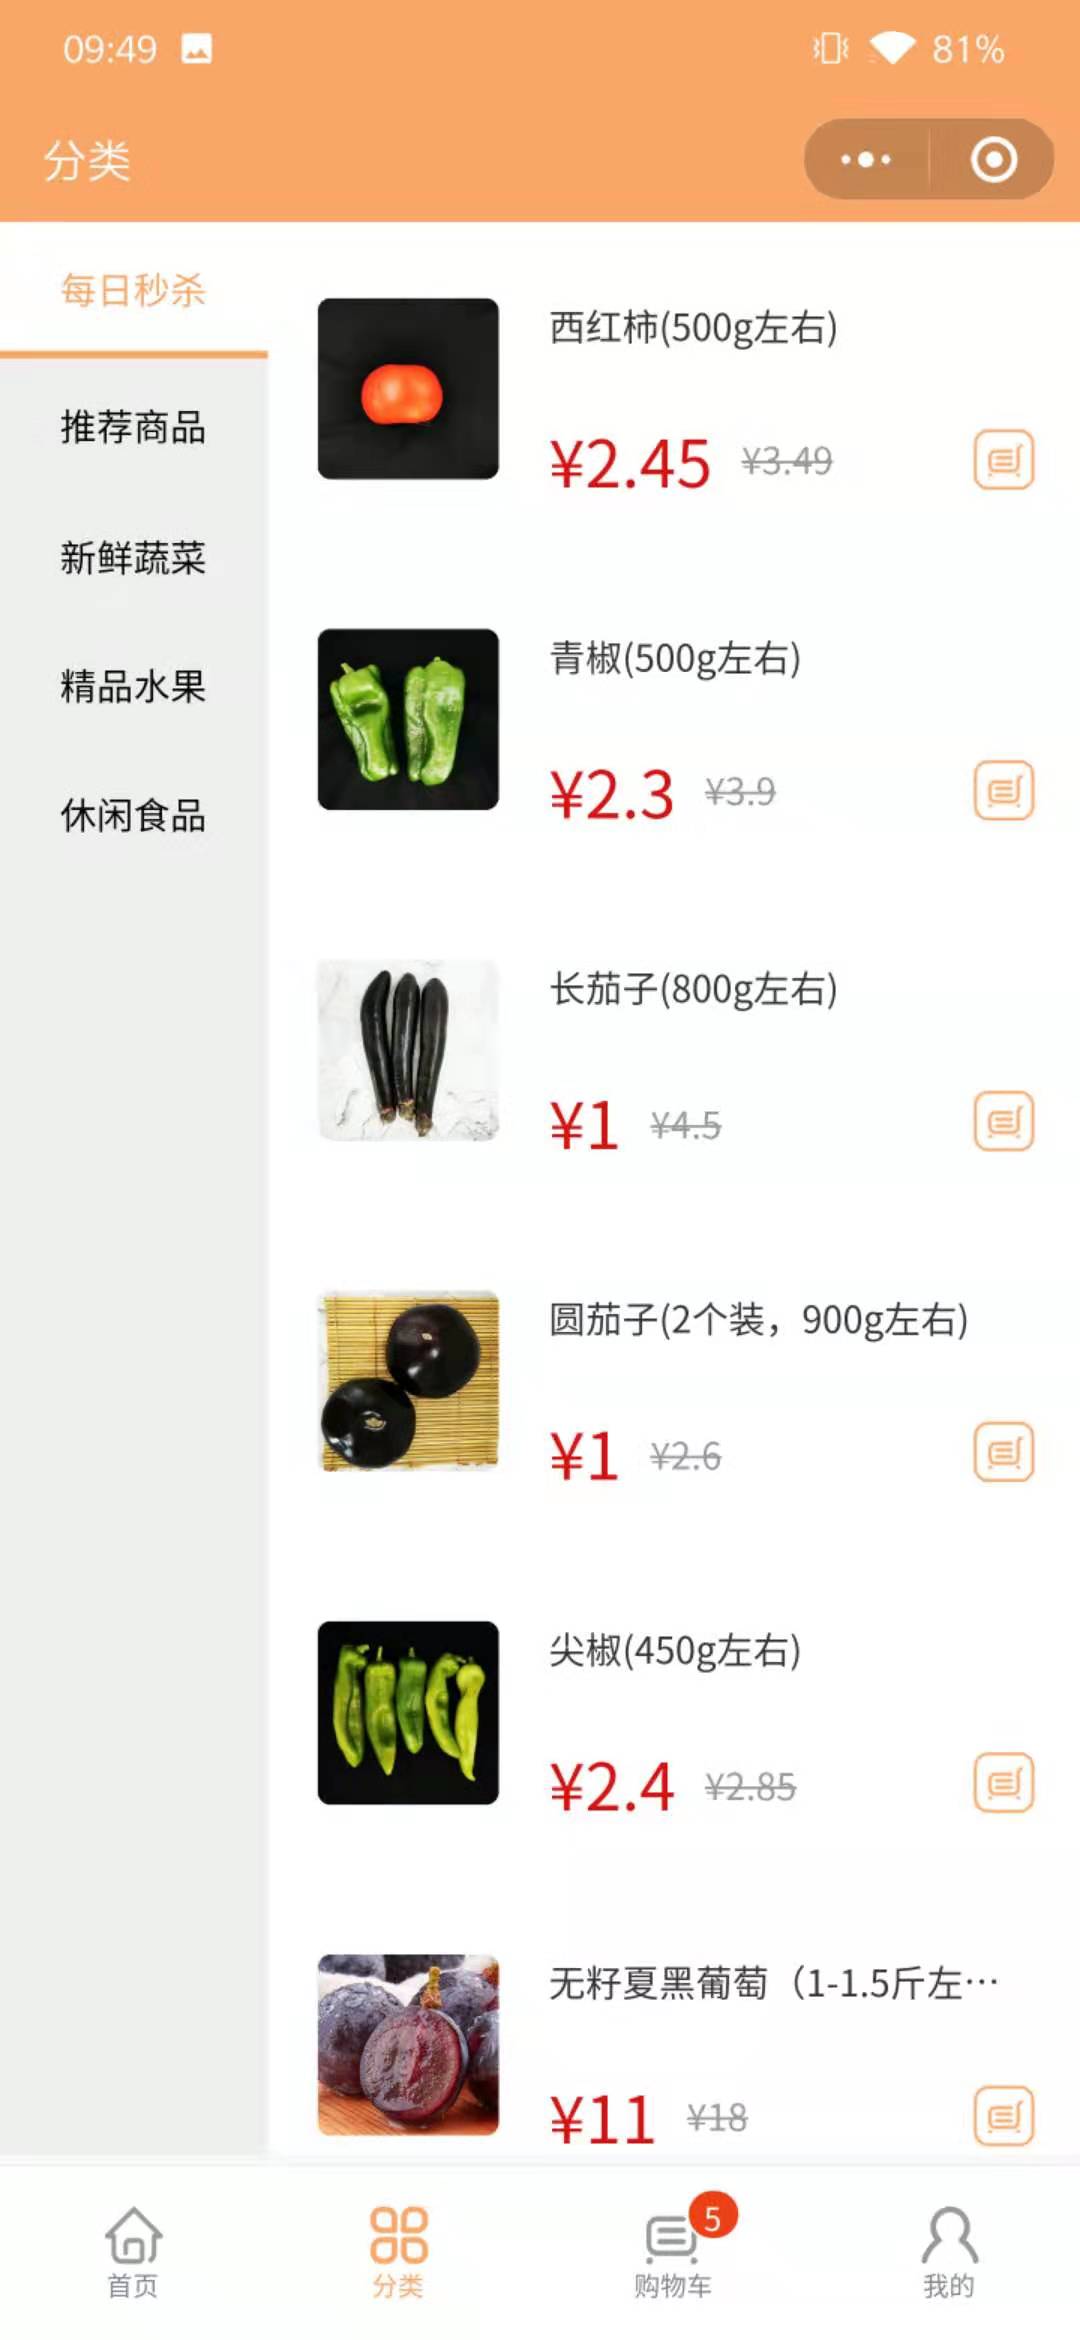 09:49
81%
分类
每日秒杀
推荐商品
新鲜蔬菜
精品水果
休闲食品
西红柿(500g左右)
¥2.45 ¥3.49
青椒(500g左右)
¥2.3 ¥3.9
长茄子(800g左右)
¥1 ¥4.5
圆茄子(2个装，900g左右)
¥1 ¥2.6
尖椒(450g左右)
¥2.4 ¥2.85
无籽夏黑葡萄（1-1.5斤左…
¥11 ¥18
首页
分类
5
购物车
我的